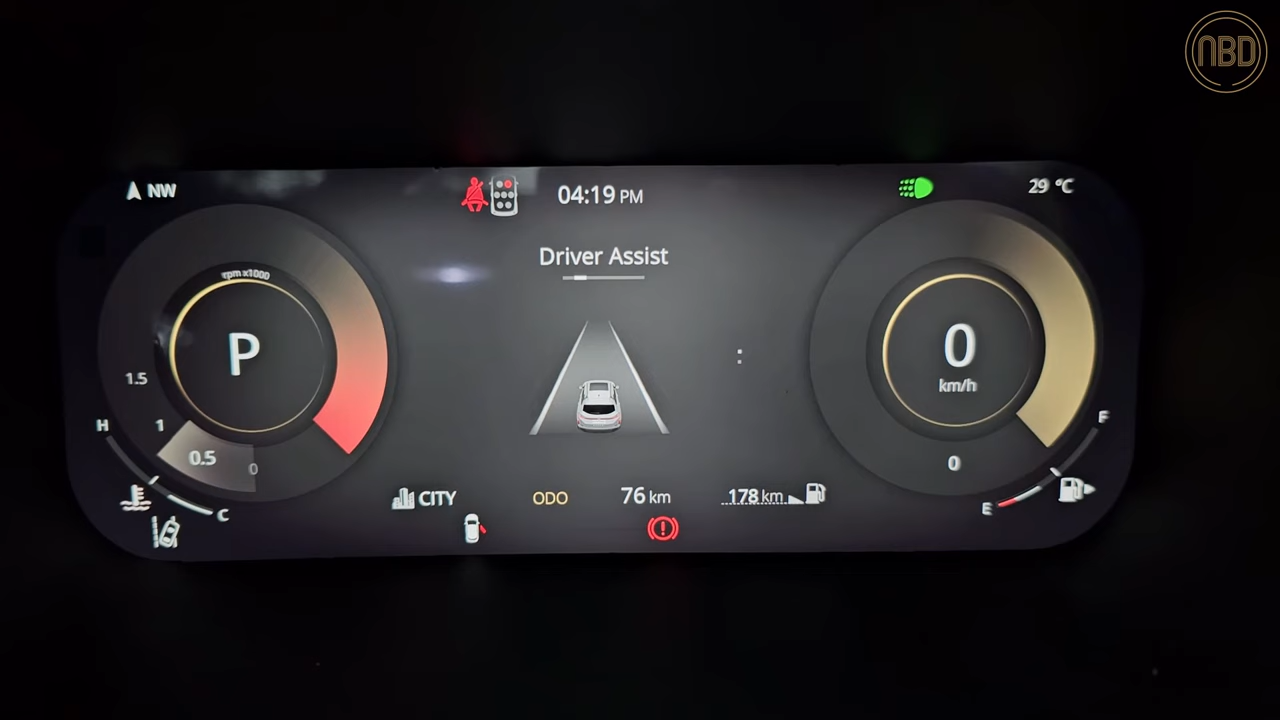 NBD
NW
04:19 PM
29 °C
Driver Assist
rpm x1000
P
:
0
km/h
1.5
1
0.5
0
H
C
F
E
0
CITY
ODO
76 km
178 km